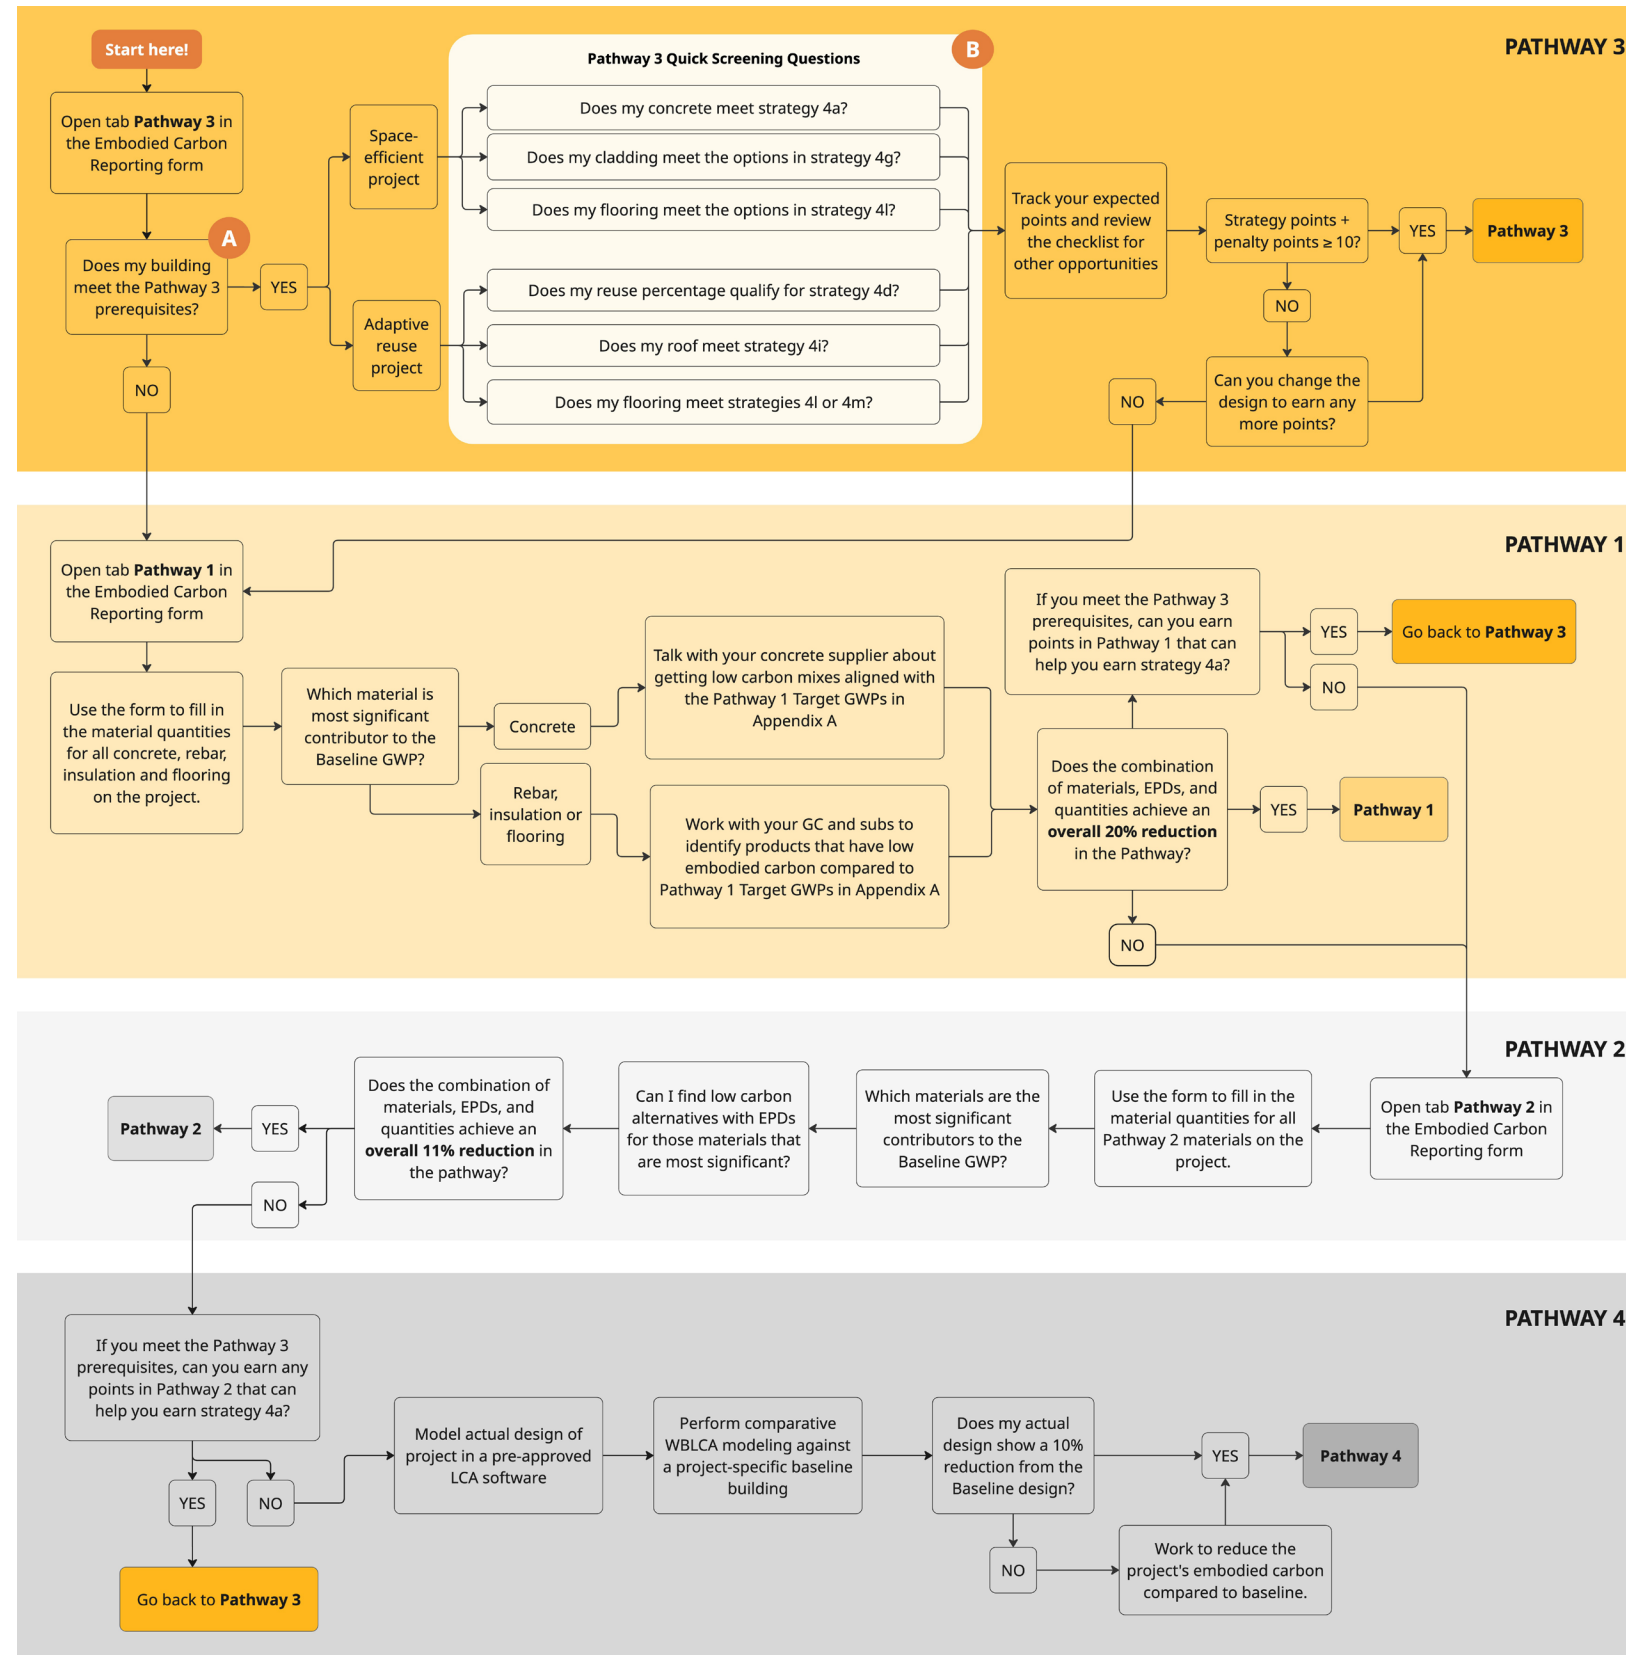 PATHWAY 3
Start here!
Open tab Pathway 3 in
the Embodied Carbon
Reporting form
A
Does my building
meet the Pathway 3
prerequisites?
YES
NO
Space-
efficient
project
Adaptive
reuse
project
B
Pathway 3 Quick Screening Questions
Does my concrete meet strategy 4a?
Does my cladding meet the options in strategy 4g?
Does my flooring meet the options in strategy 4l?
Does my reuse percentage qualify for strategy 4d?
Does my roof meet strategy 4i?
Does my flooring meet strategies 4l or 4m?
Track your expected
points and review
the checklist for
other opportunities
Strategy points +
penalty points ≥ 10?
YES
Pathway 3
NO
Can you change the
design to earn any
more points?
NO
PATHWAY 1
Open tab Pathway 1 in
the Embodied Carbon
Reporting form
Use the form to fill in
the material quantities
for all concrete, rebar,
insulation and flooring
on the project.
Which material is
most significant
contributor to the
Baseline GWP?
Concrete
Rebar,
insulation or
flooring
Talk with your concrete supplier about
getting low carbon mixes aligned with
the Pathway 1 Target GWPs in
Appendix A
Work with your GC and subs to
identify products that have low
embodied carbon compared to
Pathway 1 Target GWPs in Appendix A
If you meet the Pathway 3
prerequisites, can you earn
points in Pathway 1 that can
help you earn strategy 4a?
YES
Go back to Pathway 3
NO
Does the combination
of materials, EPDs, and
quantities achieve an
overall 20% reduction
in the Pathway?
YES
Pathway 1
NO
PATHWAY 2
Open tab Pathway 2 in
the Embodied Carbon
Reporting form
Use the form to fill in the
material quantities for all
Pathway 2 materials on the
project.
Which materials are the
most significant
contributors to the
Baseline GWP?
Can I find low carbon
alternatives with EPDs
for those materials that
are most significant?
Does the combination of
materials, EPDs, and
quantities achieve an
overall 11% reduction in
the pathway?
YES
Pathway 2
NO
PATHWAY 4
If you meet the Pathway 3
prerequisites, can you earn any
points in Pathway 2 that can
help you earn strategy 4a?
YES
NO
Go back to Pathway 3
Model actual design of
project in a pre-approved
LCA software
Perform comparative
WBLCA modeling against
a project-specific baseline
building
Does my actual
design show a 10%
reduction from the
Baseline design?
YES
Pathway 4
NO
Work to reduce the
project's embodied carbon
compared to baseline.